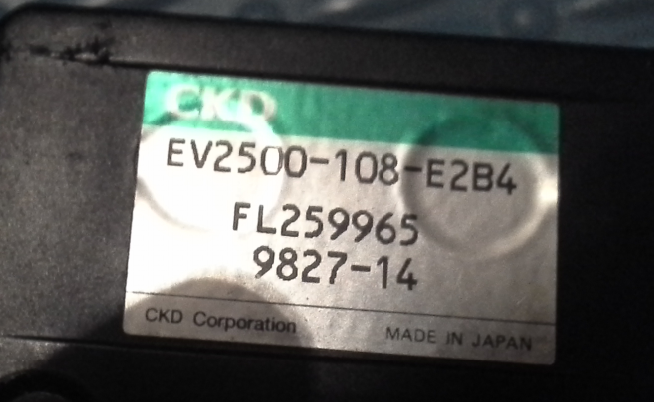 CKD
EV2500-108-E2B4
FL259965
9827-14
CKD Corporation
MADE IN JAPAN